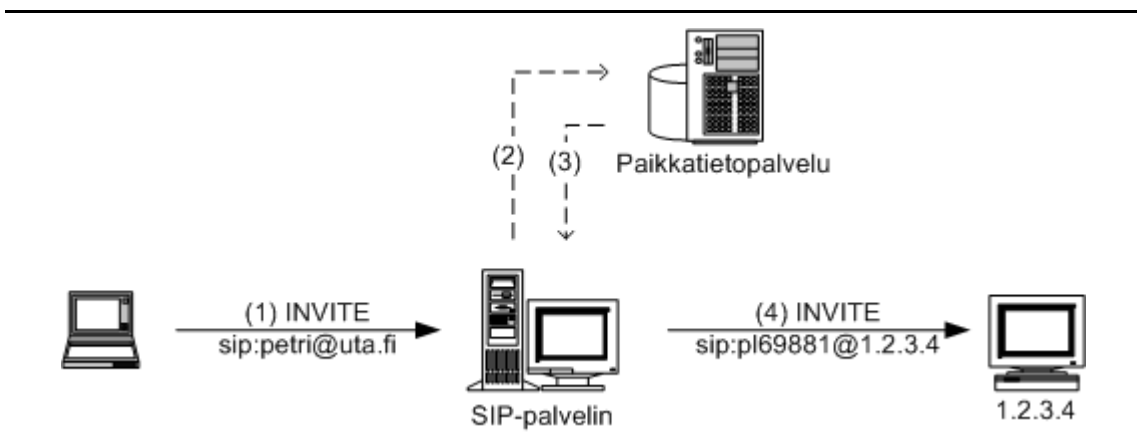 (2)
(3)
Paikkatietopalvelu
(1) INVITE
sip:petri@uta.fi
SIP-palvelin
(4) INVITE
sip:pl69881@1.2.3.4
1.2.3.4